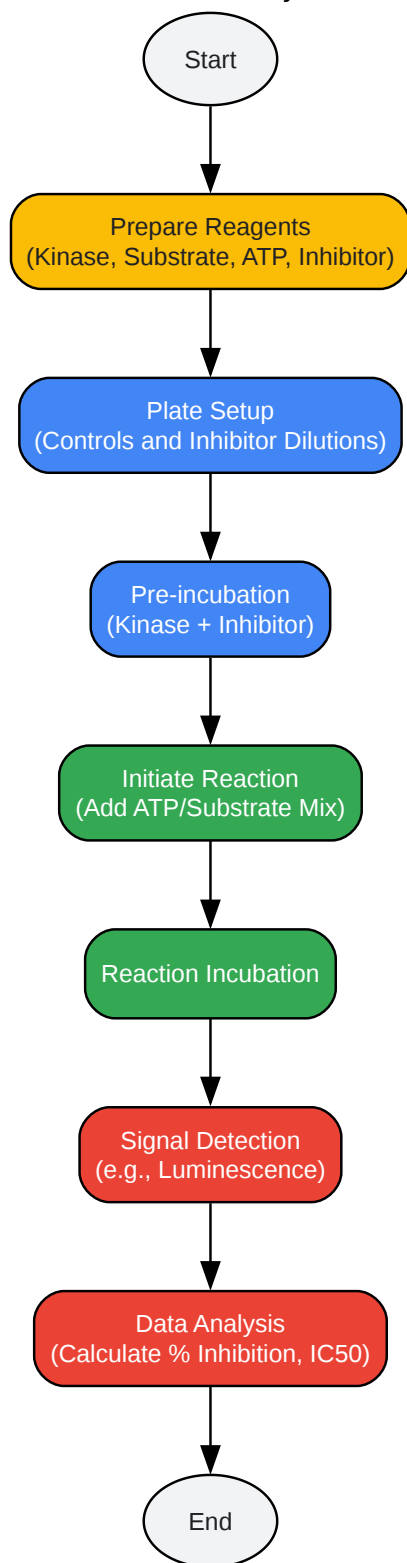 Start
Prepare Reagents
(Kinase, Substrate, ATP, Inhibitor)
Plate Setup
(Controls and Inhibitor Dilutions)
Pre-incubation
(Kinase + Inhibitor)
Initiate Reaction
(Add ATP/Substrate Mix)
Reaction Incubation
Signal Detection
(e.g., Luminescence)
Data Analysis
(Calculate % Inhibition, IC50)
End